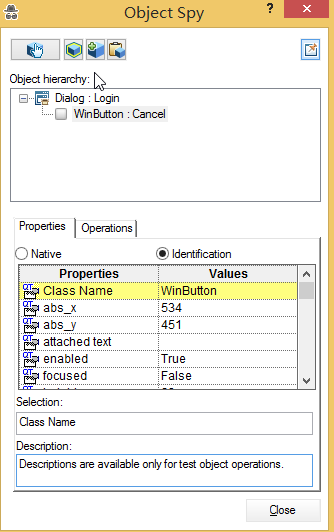 Object Spy
Object hierarchy:
Dialog : Login
WinButton : Cancel
Properties Operations
Native Identification
Properties Values
Class Name WinButton
abs_x 534
abs_y 451
attached text
enabled True
focused False
Selection:
Class Name
Description:
Descriptions are available only for test object operations.
Close